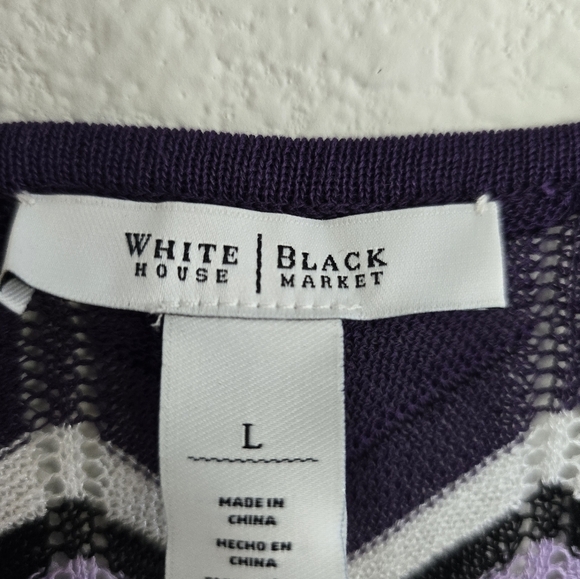 WHITE | BLACK
HOUSE | MARKET
L
MADE IN
CHINA
HECHO EN
CHINA